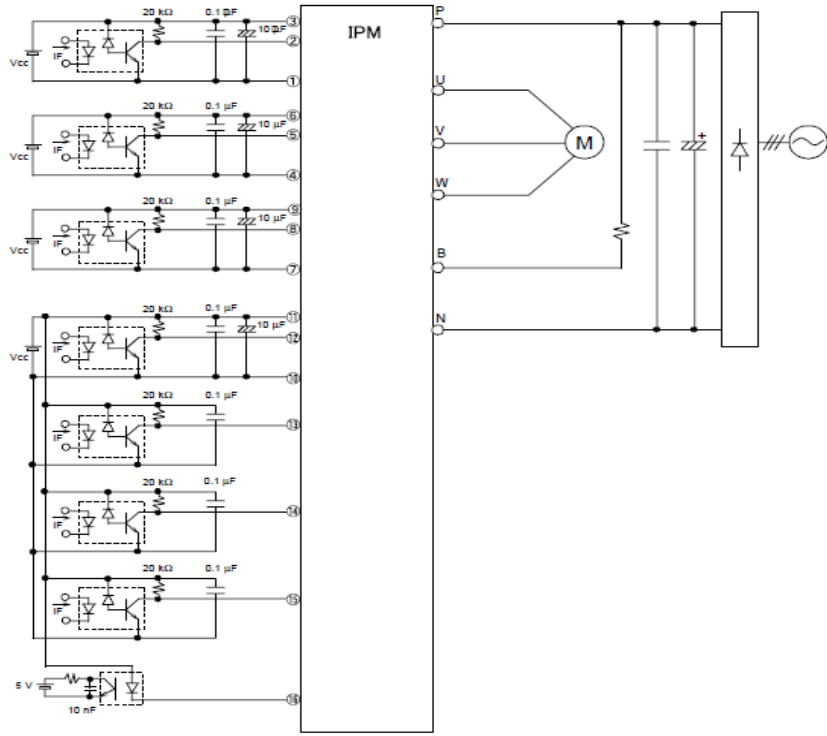 20 kΩ 0.1 μF 10 μF ③ IPM P
②
IF
Vcc
① U
20 kΩ 0.1 μF ⑥
10 μF ⑤ V
IF M
Vcc
④ W
20 kΩ 0.1 μF ⑨
10 μF ⑧
IF
Vcc
⑦ B
20 kΩ 0.1 μF ⑪ N
10 μF ⑫
IF
Vcc
⑩
20 kΩ 0.1 μF
⑬
IF
20 kΩ 0.1 μF
⑭
IF
20 kΩ 0.1 μF
⑮
IF
5 V ⑯
10 nF
+